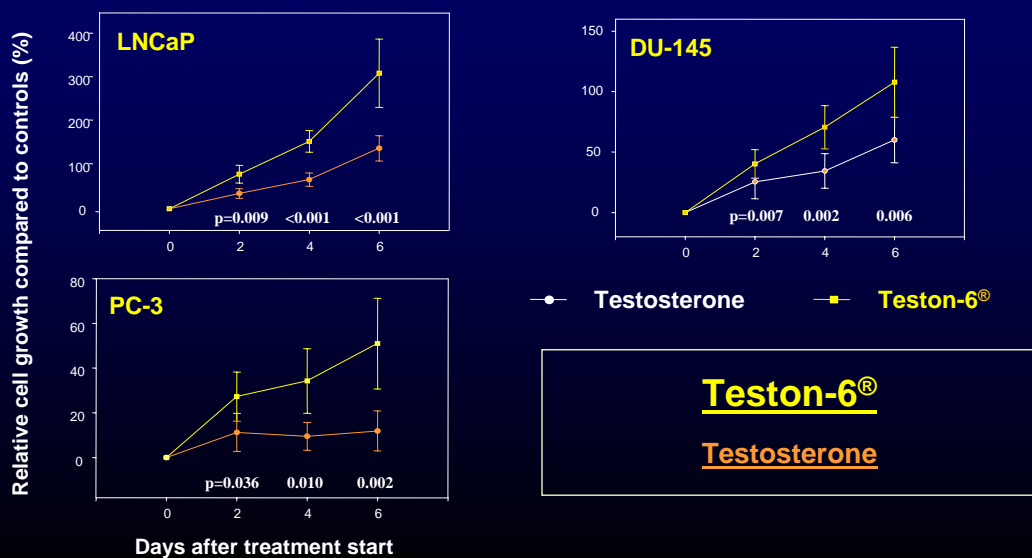 Relative cell growth compared to controls (%)
LNCaP
400
300
200
100
0
p=0.009 <0.001 <0.001
0 2 4 6
DU-145
150
100
50
0
p=0.007 0.002 0.006
0 2 4 6
PC-3
80
60
40
20
0
p=0.036 0.010 0.002
0 2 4 6
Days after treatment start
Testosterone Teston-6®
Teston-6®
Testosterone